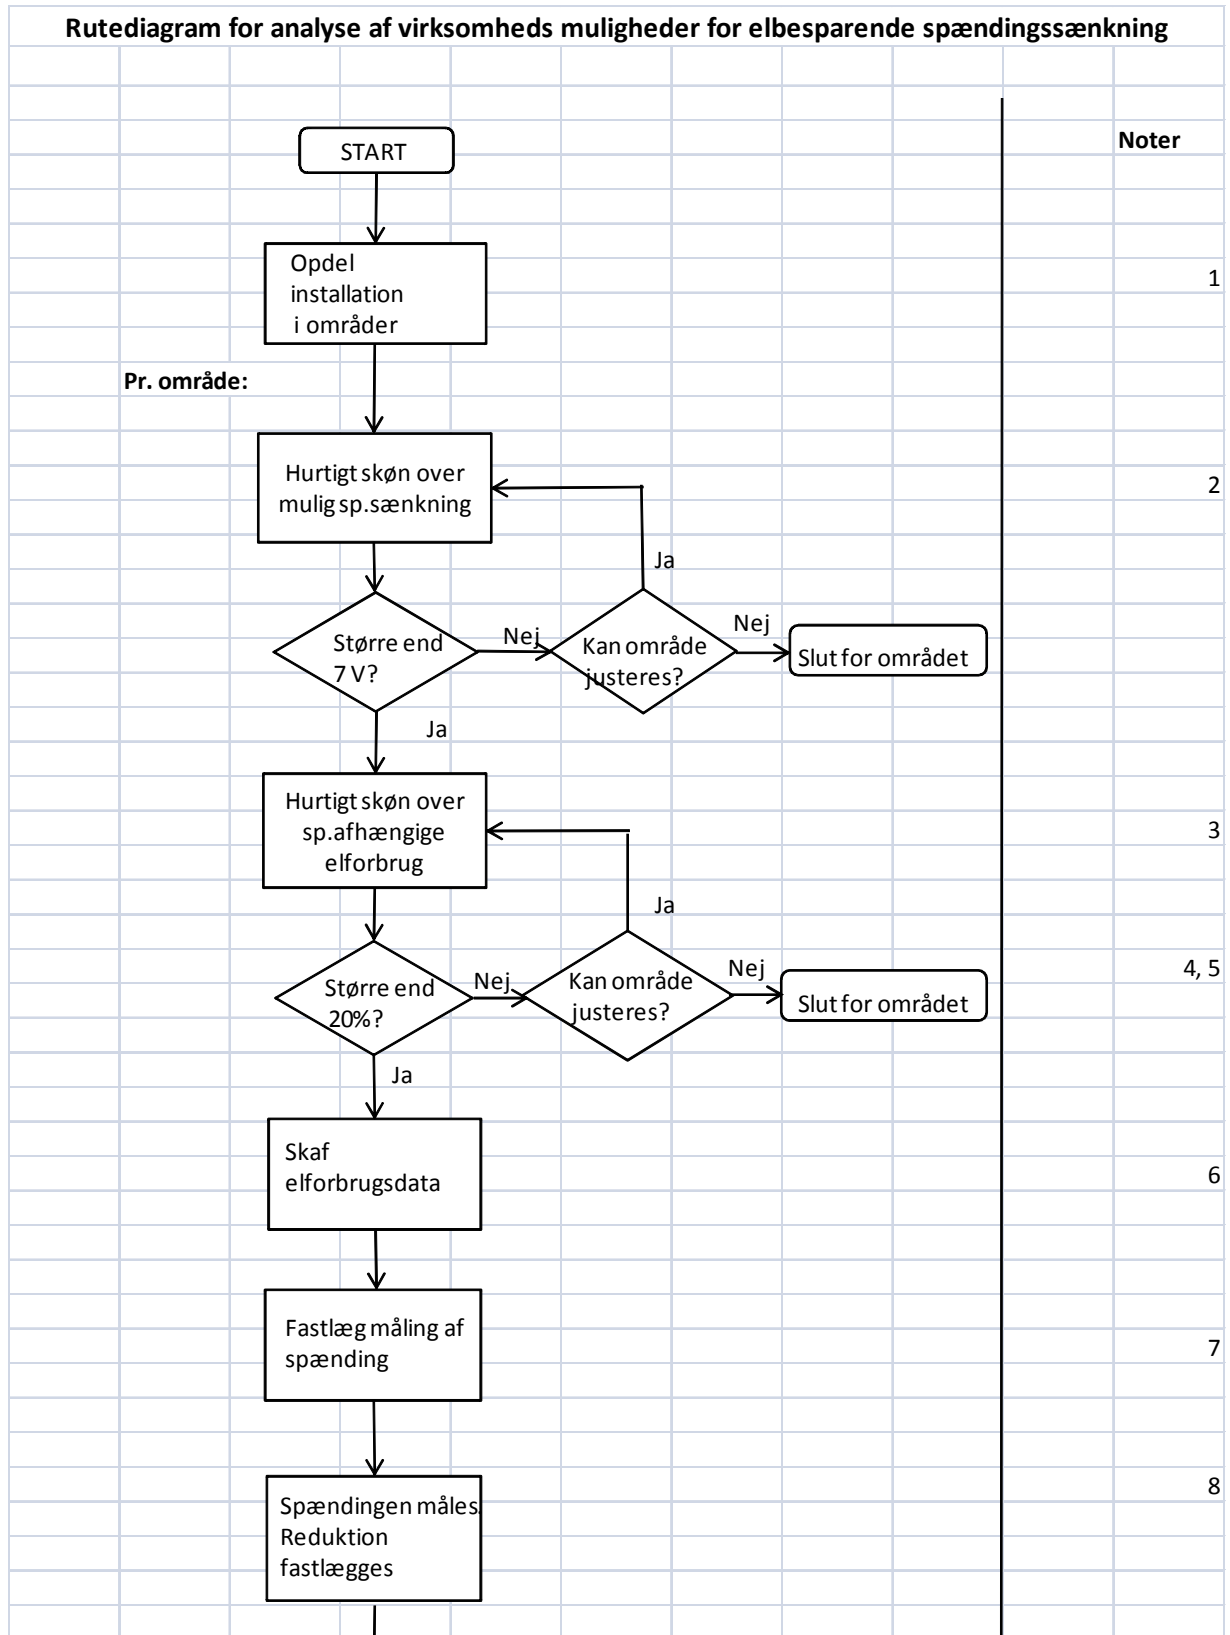 Rutediagram for analyse af virksomheds muligheder for elbesparende spændingssænkning
START
Noter
Opdel
installation
i områder
1
Pr. område:
Hurtigt skøn over
mulig sp.sænkning
2
Ja
Større end
7 V?
Nej
Kan område
justeres?
Nej
Slut for området
Ja
Hurtigt skøn over
sp.afhængige
elforbrug
3
Ja
Større end
20%?
Nej
Kan område
justeres?
Nej
Slut for området
4, 5
Ja
Skaf
elforbrugsdata
6
Fastlæg måling af
spænding
7
Spændingen måles.
Reduktion
fastlægges
8